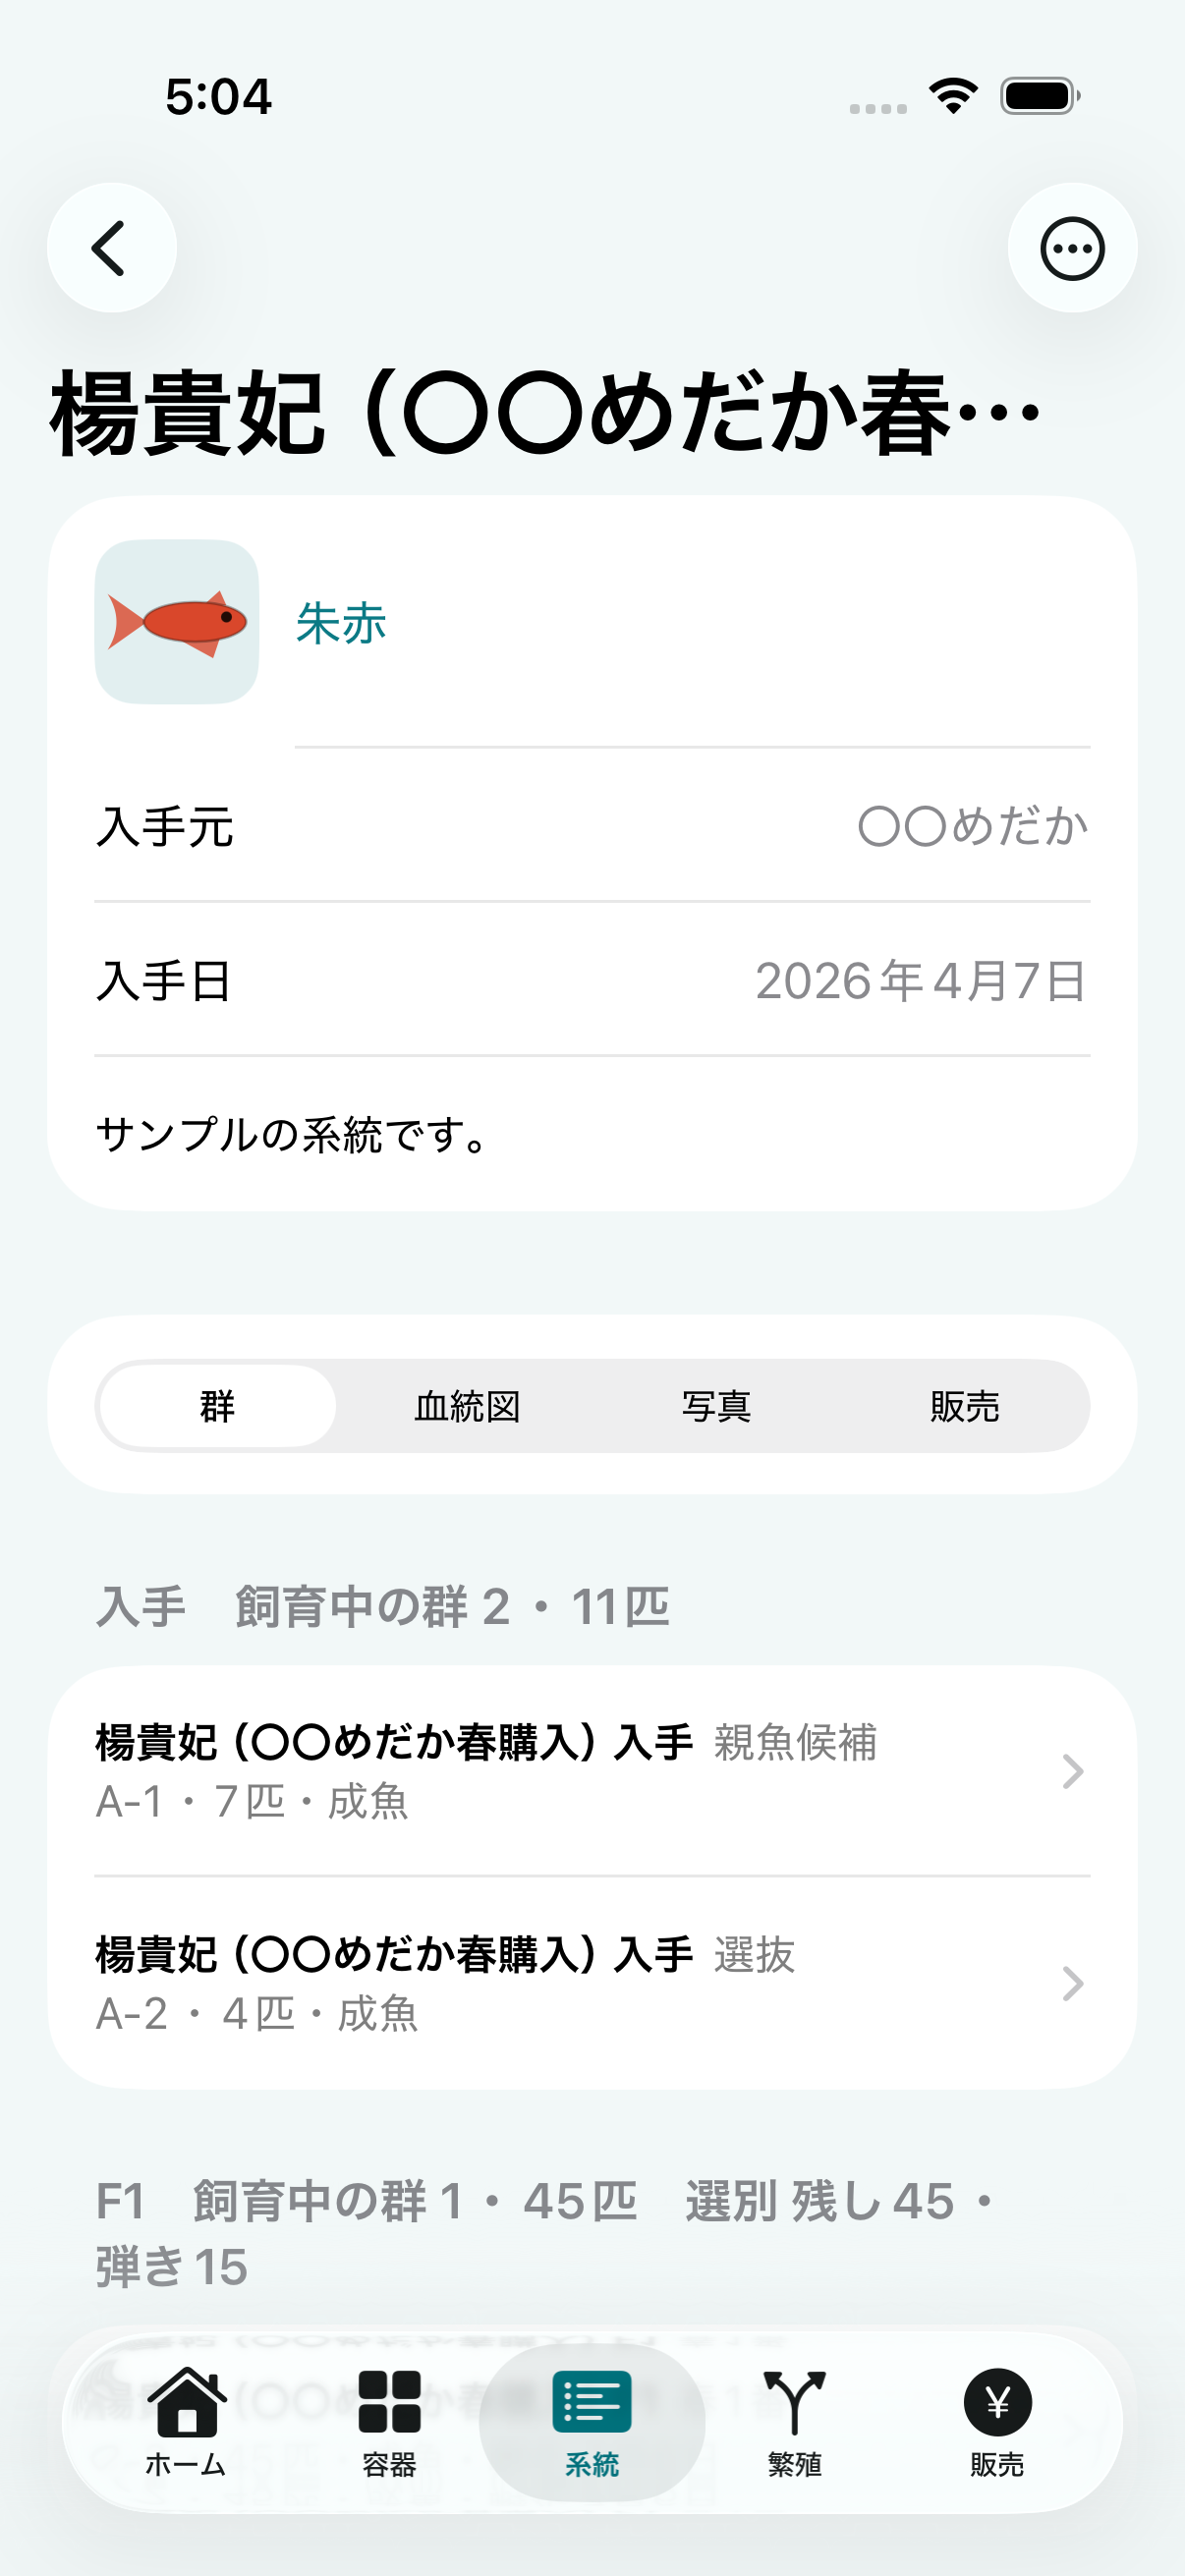 5:04
楊貴妃（〇〇めだか春…
朱赤
入手元 〇〇めだか
入手日 2026年4月7日
サンプルの系統です。
群 血統図 写真 販売
入手 飼育中の群 2・11匹
楊貴妃（〇〇めだか春購入）入手 親魚候補
A-1・7匹・成魚
楊貴妃（〇〇めだか春購入）入手 選抜
A-2・4匹・成魚
F1 飼育中の群 1・45匹 選別 残し45・
弾き15
ホーム 容器 系統 繁殖 販売